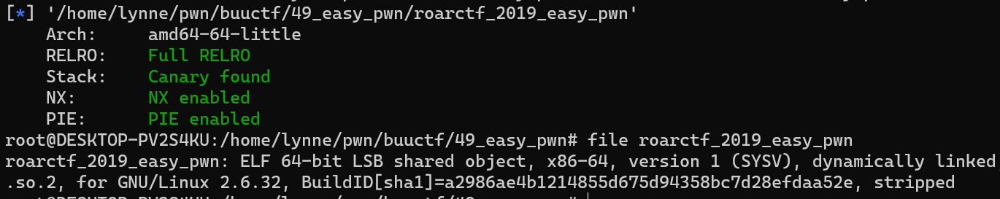 [*] '/home/lynne/pwn/buuctf/49_easy_pwn/roarctf_2019_easy_pwn'
Arch: amd64-64-little
RELRO: Full RELRO
Stack: Canary found
NX: NX enabled
PIE: PIE enabled
root@DESKTOP-PV2S4KU:/home/lynne/pwn/buuctf/49_easy_pwn# file roarctf_2019_easy_pwn
roarctf_2019_easy_pwn: ELF 64-bit LSB shared object, x86-64, version 1 (SYSV), dynamically linked
.so.2, for GNU/Linux 2.6.32, BuildID[sha1]=a2986ae4b1214855d675d94358bc7d28efdaa52e, stripped